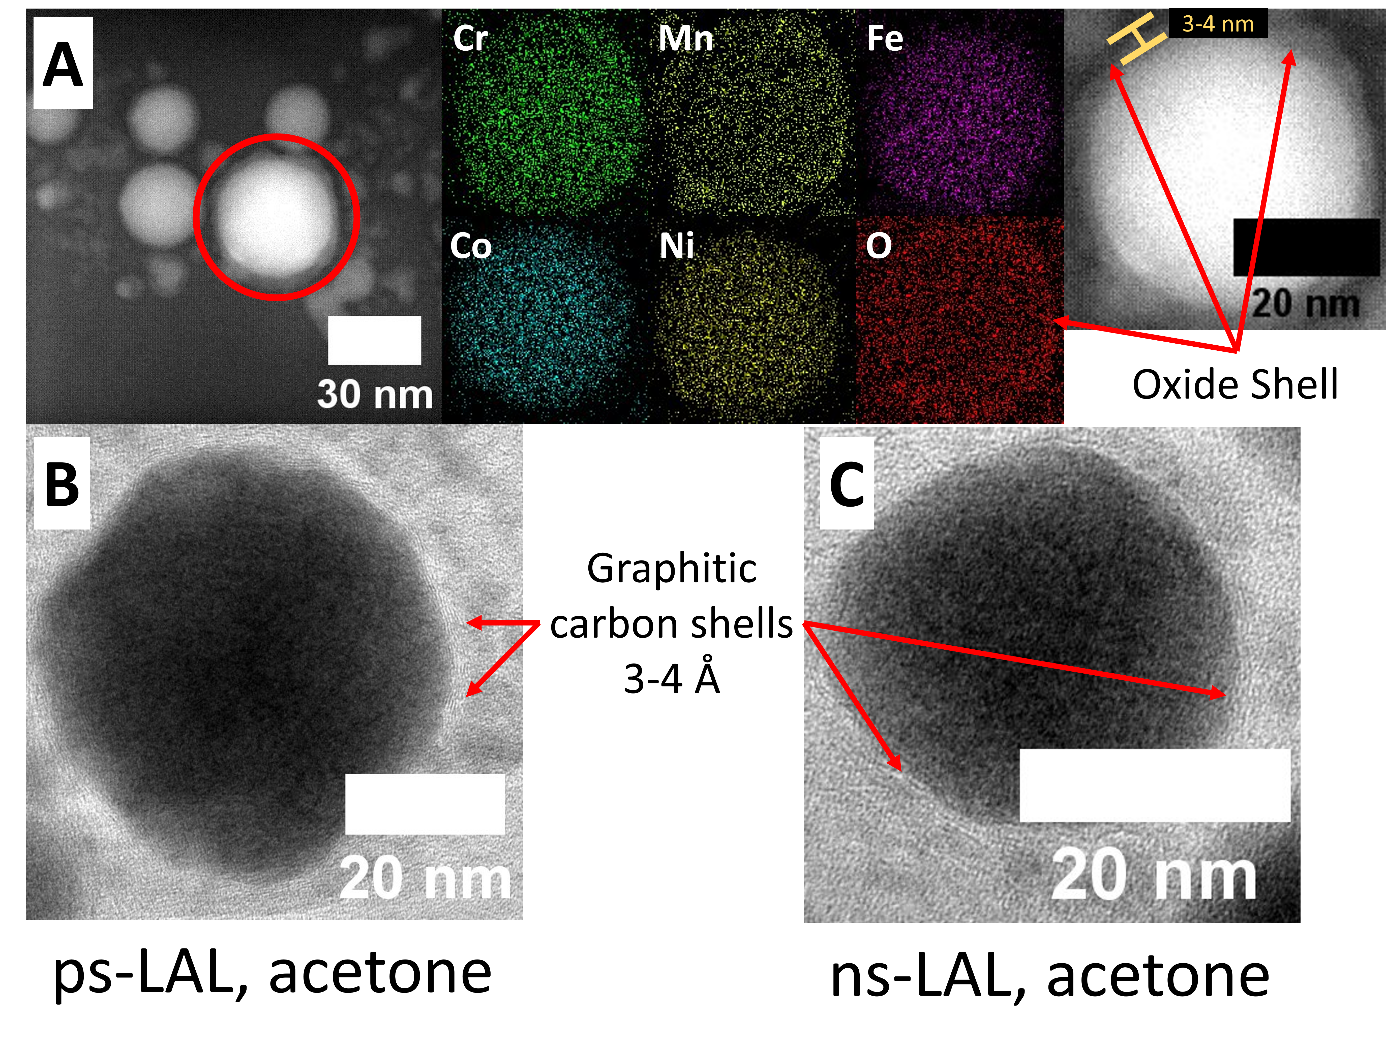 A
30 nm
Cr
Mn
Fe
Co
Ni
O
3-4 nm
20 nm
Oxide Shell
B
20 nm
ps-LAL, acetone
Graphitic
carbon shells
3-4 Å
C
20 nm
ns-LAL, acetone